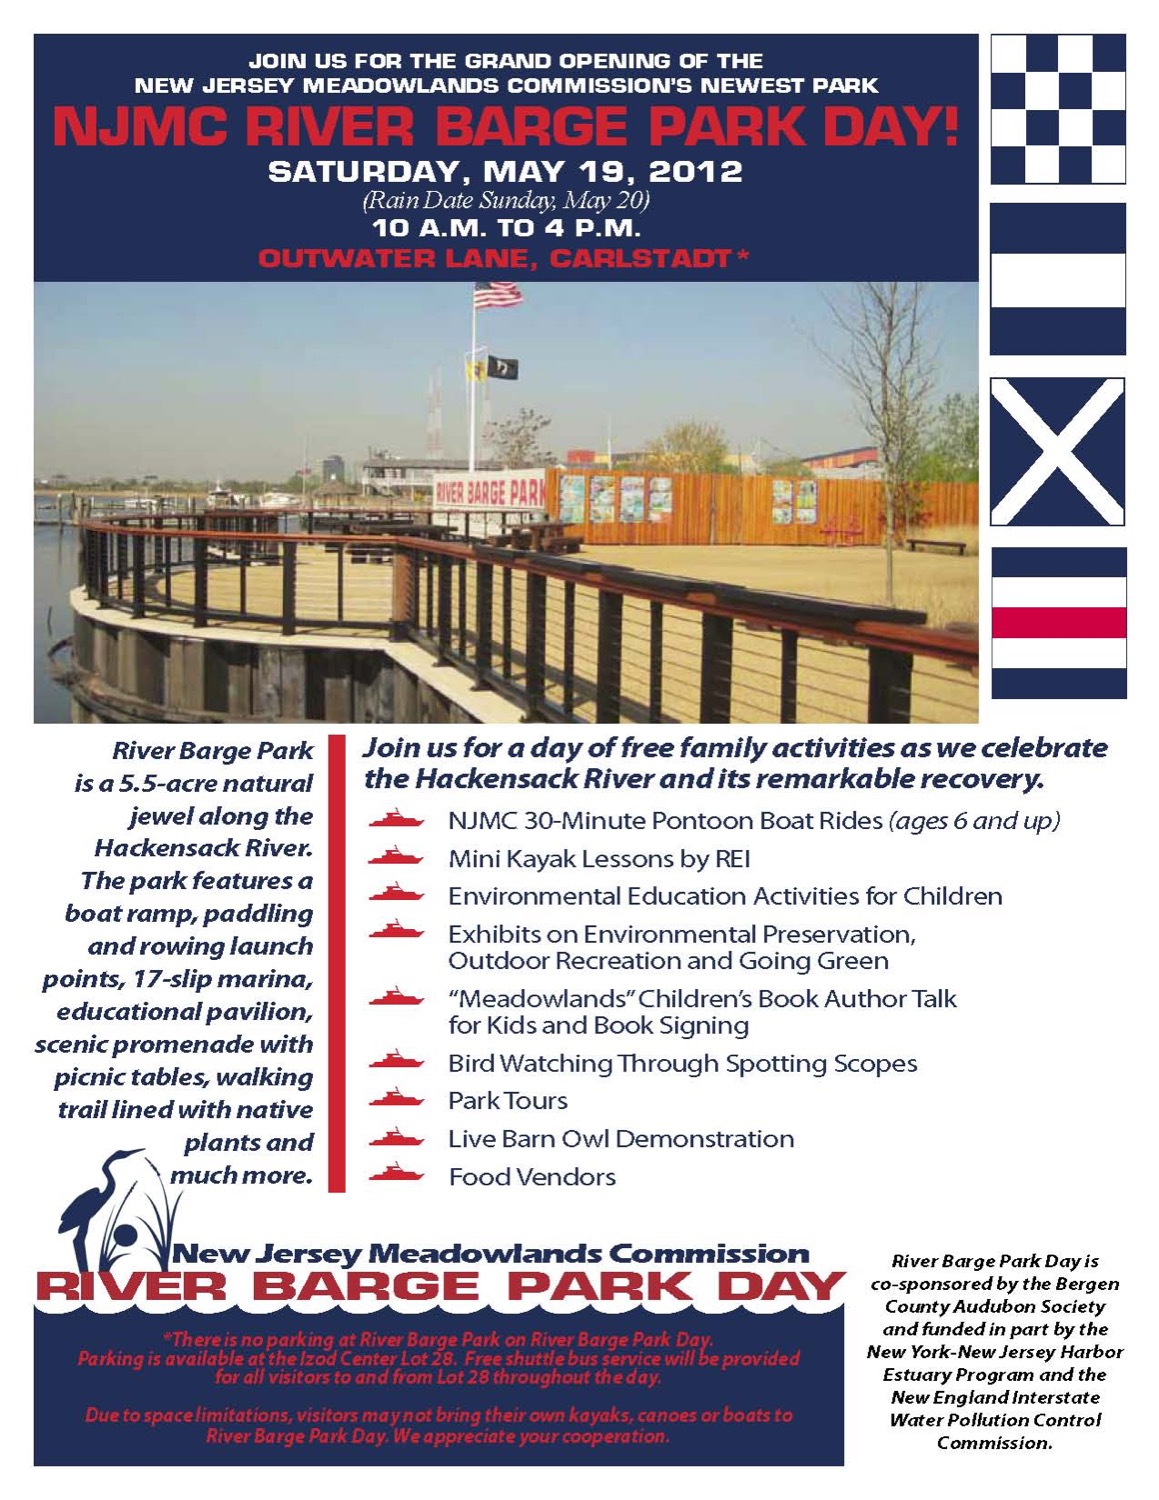 JOIN US FOR THE GRAND OPENING OF THE
NEW JERSEY MEADOWLANDS COMMISSION'S NEWEST PARK
NJMC RIVER BARGE PARK DAY!
SATURDAY, MAY 19, 2012
(Rain Date Sunday, May 20)
10 A.M. TO 4 P.M.
OUTWATER LANE, CARLSTADT*
RIVER BARGE PARK
River Barge Park
is a 5.5-acre natural
jewel along the
Hackensack River.
The park features a
boat ramp, paddling
and rowing launch
points, 17-slip marina,
educational pavilion,
scenic promenade with
picnic tables, walking
trail lined with native
plants and
much more.
Join us for a day of free family activities as we celebrate
the Hackensack River and its remarkable recovery.
NJMC 30-Minute Pontoon Boat Rides (ages 6 and up)
Mini Kayak Lessons by REI
Environmental Education Activities for Children
Exhibits on Environmental Preservation,
Outdoor Recreation and Going Green
“Meadowlands” Children's Book Author Talk
for Kids and Book Signing
Bird Watching Through Spotting Scopes
Park Tours
Live Barn Owl Demonstration
Food Vendors
New Jersey Meadowlands Commission
RIVER BARGE PARK DAY
*There is no parking at River Barge Park on River Barge Park Day.
Parking is available at the Izod Center Lot 28. Free shuttle bus service will be provided
for all visitors to and from Lot 28 throughout the day.
Due to space limitations, visitors may not bring their own kayaks, canoes or boats to
River Barge Park Day. We appreciate your cooperation.
River Barge Park Day is
co-sponsored by the Bergen
County Audubon Society
and funded in part by the
New York-New Jersey Harbor
Estuary Program and the
New England Interstate
Water Pollution Control
Commission.